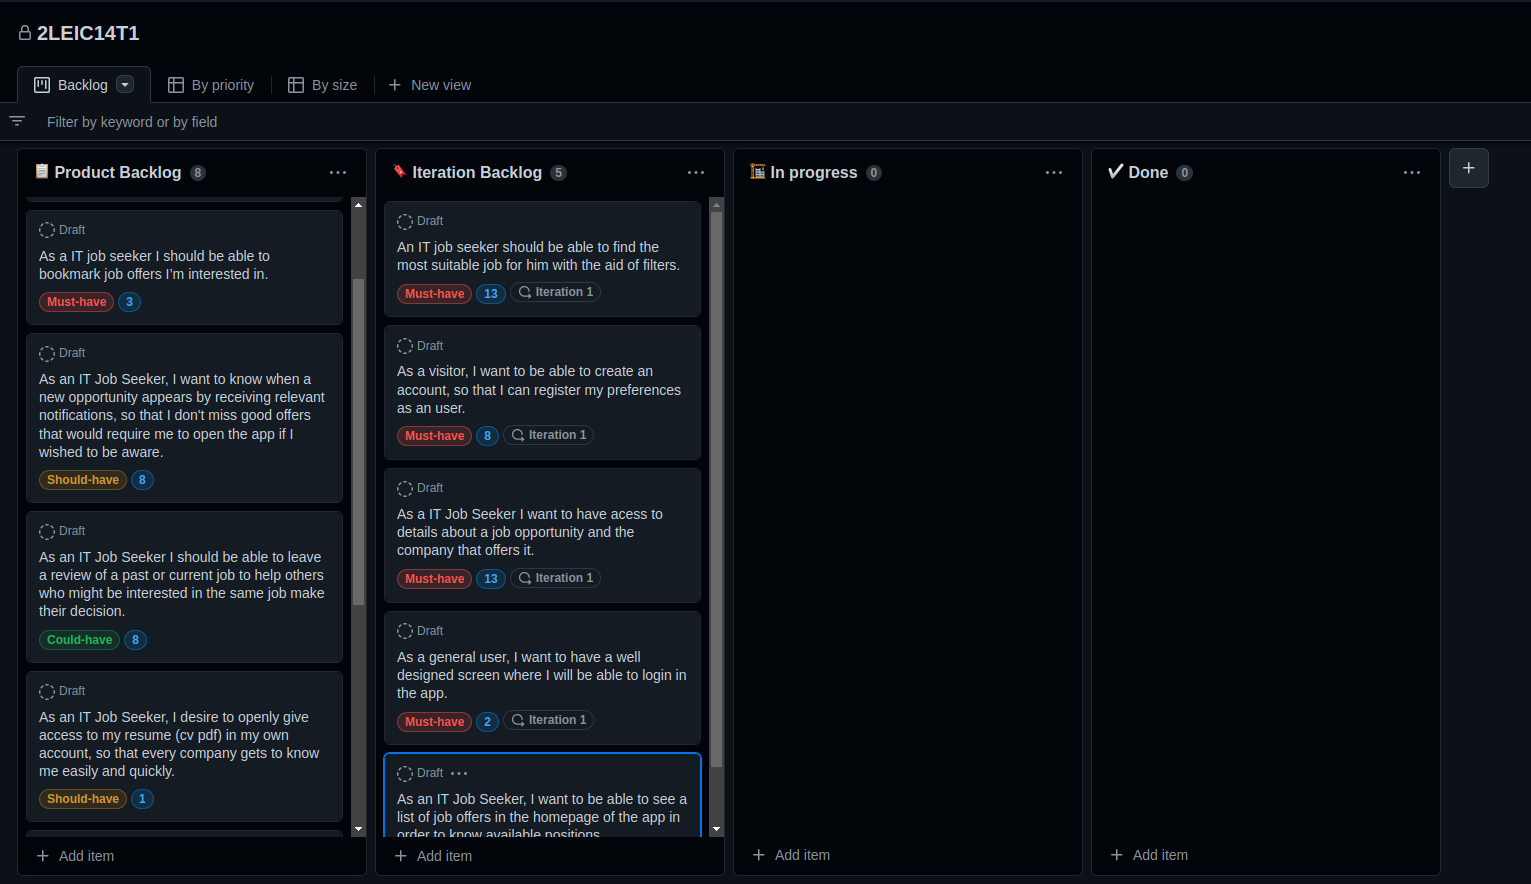 2LEIC14T1
Backlog
By priority
By size
New view
Filter by keyword or by field
Product Backlog 8
Draft
As a IT job seeker I should be able to
bookmark job offers I'm interested in.
Must-have 3
Draft
As an IT Job Seeker, I want to know when a
new opportunity appears by receiving relevant
notifications, so that I don't miss good offers
that would require me to open the app if I
wished to be aware.
Should-have 8
Draft
As an IT Job Seeker I should be able to leave
a review of a past or current job to help others
who might be interested in the same job make
their decision.
Could-have 8
Draft
As an IT Job Seeker, I desire to openly give
access to my resume (cv pdf) in my own
account, so that every company gets to know
me easily and quickly.
Should-have 1
Add item
Iteration Backlog 5
Draft
An IT job seeker should be able to find the
most suitable job for him with the aid of filters.
Must-have 13 Iteration 1
Draft
As a visitor, I want to be able to create an
account, so that I can register my preferences
as an user.
Must-have 8 Iteration 1
Draft
As a IT Job Seeker I want to have acess to
details about a job opportunity and the
company that offers it.
Must-have 13 Iteration 1
Draft
As a general user, I want to have a well
designed screen where I will be able to login in
the app.
Must-have 2 Iteration 1
Draft
As an IT Job Seeker, I want to be able to see a
list of job offers in the homepage of the app in
order to know available positions
Add item
In progress 0
Add item
Done 0
Add item